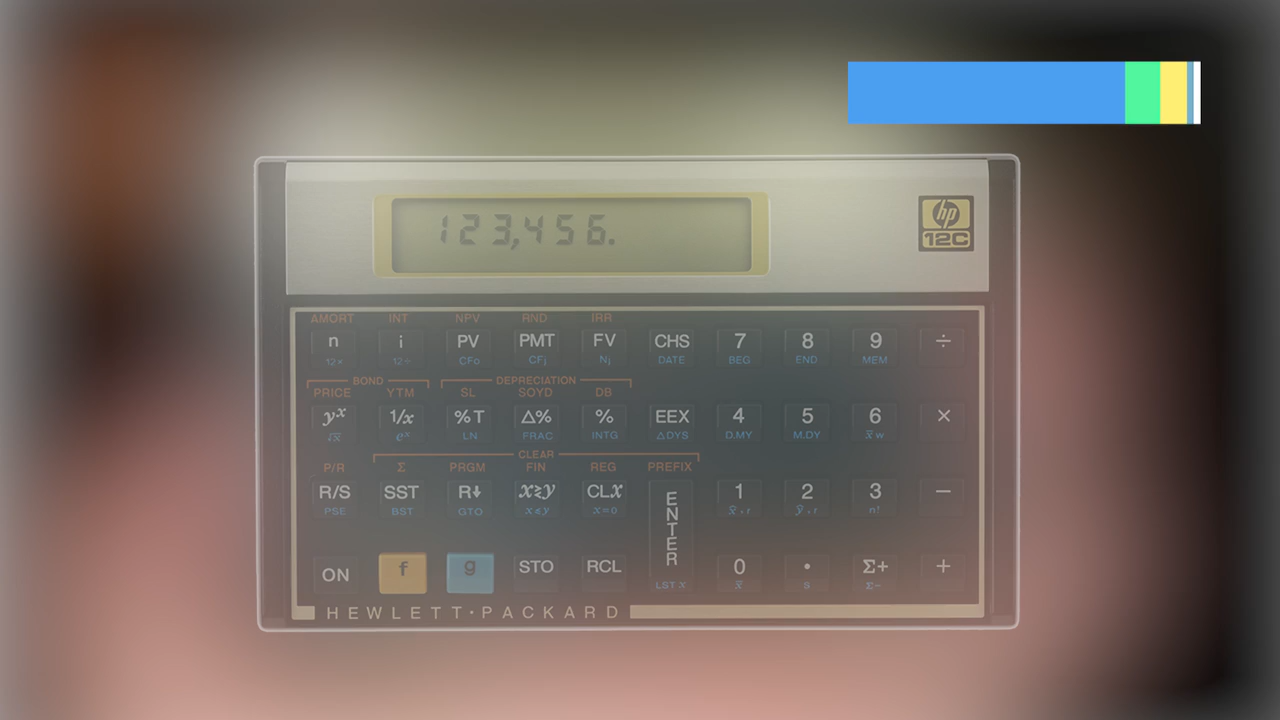 123,456.
hp
12C
AMORT INT NPV RND IRR
n i PV PMT FV CHS 7 8 9 ÷
12× 12÷ CFo CFj Nj DATE BEG END MEM
BOND DEPRECIATION
PRICE YTM SL SOYD DB
yˣ 1/x %T Δ% % EEX 4 5 6 ×
√x eˣ LN FRAC INTG ΔDYS D.MY M.DY x̄w
CLEAR
P/R Σ PRGM FIN REG PREFIX
R/S SST R↓ x≷y CLx ENTER 1 2 3 −
PSE BST GTO x≤y x=0 x̂,r ŷ,r n!
ON f g STO RCL 0 • Σ+ +
LST x x̄ s Σ−
HEWLETT•PACKARD